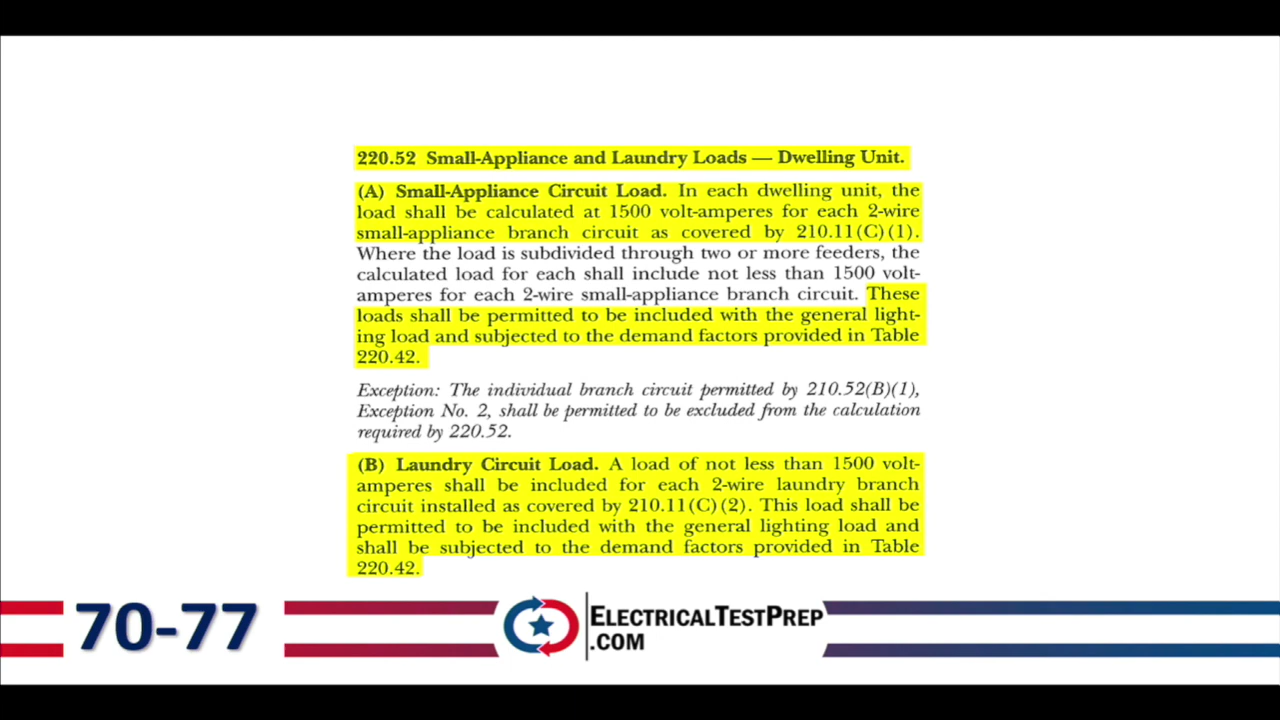 220.52 Small-Appliance and Laundry Loads — Dwelling Unit.
(A) Small-Appliance Circuit Load. In each dwelling unit, the
load shall be calculated at 1500 volt-amperes for each 2-wire
small-appliance branch circuit as covered by 210.11(C)(1).
Where the load is subdivided through two or more feeders, the
calculated load for each shall include not less than 1500 volt-
amperes for each 2-wire small-appliance branch circuit. These
loads shall be permitted to be included with the general light-
ing load and subjected to the demand factors provided in Table
220.42.
Exception: The individual branch circuit permitted by 210.52(B)(1),
Exception No. 2, shall be permitted to be excluded from the calculation
required by 220.52.
(B) Laundry Circuit Load. A load of not less than 1500 volt-
amperes shall be included for each 2-wire laundry branch
circuit installed as covered by 210.11(C)(2). This load shall be
permitted to be included with the general lighting load and
shall be subjected to the demand factors provided in Table
220.42.
70-77
ELECTRICALTESTPREP
.COM